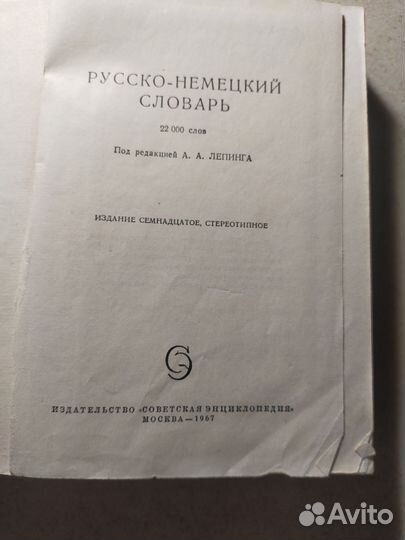 РУССКО-НЕМЕЦКИЙ
СЛОВАРЬ
22 000 слов
Под редакцией А. А. ЛЕПИНГА
ИЗДАНИЕ СЕМНАДЦАТОЕ, СТЕРЕОТИПНОЕ
ИЗДАТЕЛЬСТВО «СОВЕТСКАЯ ЭНЦИКЛОПЕДИЯ»
МОСКВА—1967
Avito